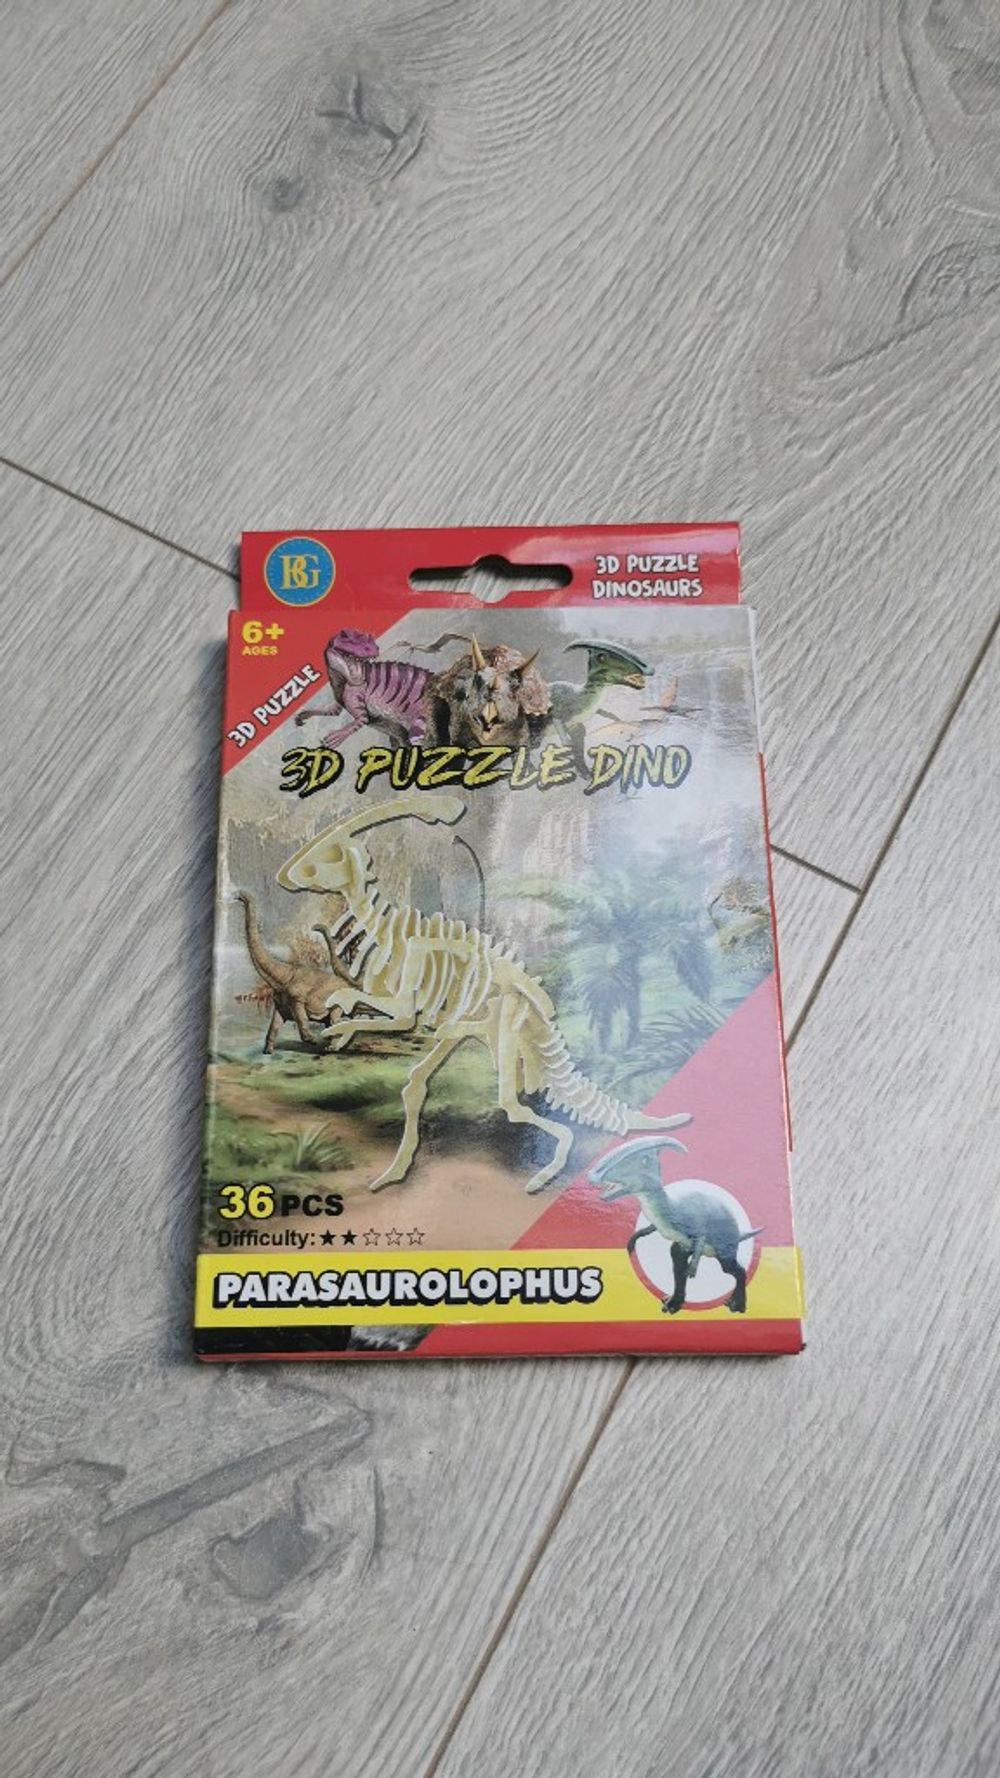 BG
3D PUZZLE
DINOSAURS
6+
AGES
3D PUZZLE
3D PUZZLE DINO
36 PCS
Difficulty:★★☆☆☆
PARASAUROLOPHUS